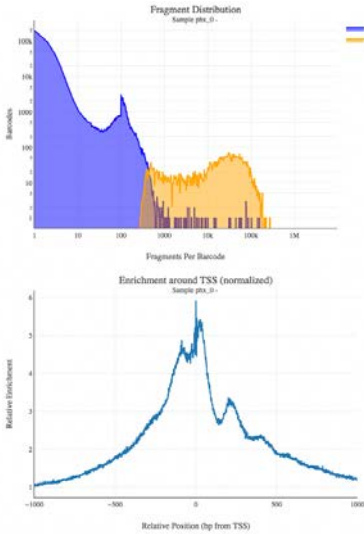 Fragment Distribution
Sample pbx_0 -
100k
10k
1000
100
10
1
Barcodes
1
10
100
1000
10k
100k
1M
Fragments Per Barcode
Enrichment around TSS (normalized)
Sample pbx_0 -
6
5
4
3
2
1
Relative Enrichment
−1000
−500
0
500
1000
Relative Position (bp from TSS)